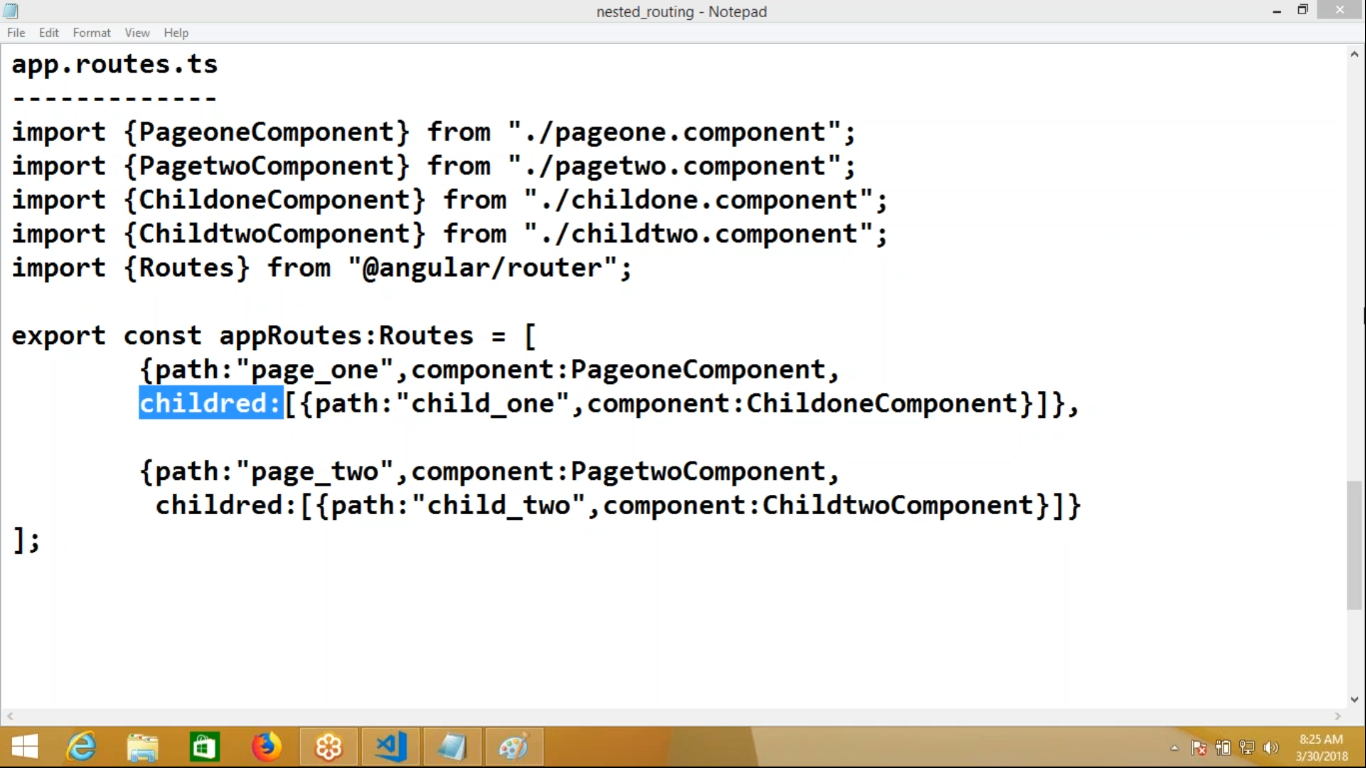 nested_routing - Notepad
File Edit Format View Help
app.routes.ts
-------------
import {PageoneComponent} from "./pageone.component";
import {PagetwoComponent} from "./pagetwo.component";
import {ChildoneComponent} from "./childone.component";
import {ChildtwoComponent} from "./childtwo.component";
import {Routes} from "@angular/router";
export const appRoutes:Routes = [
{path:"page_one",component:PageoneComponent,
childred:[{path:"child_one",component:ChildoneComponent}]},
{path:"page_two",component:PagetwoComponent,
childred:[{path:"child_two",component:ChildtwoComponent}]}
];
8:25 AM
3/30/2018